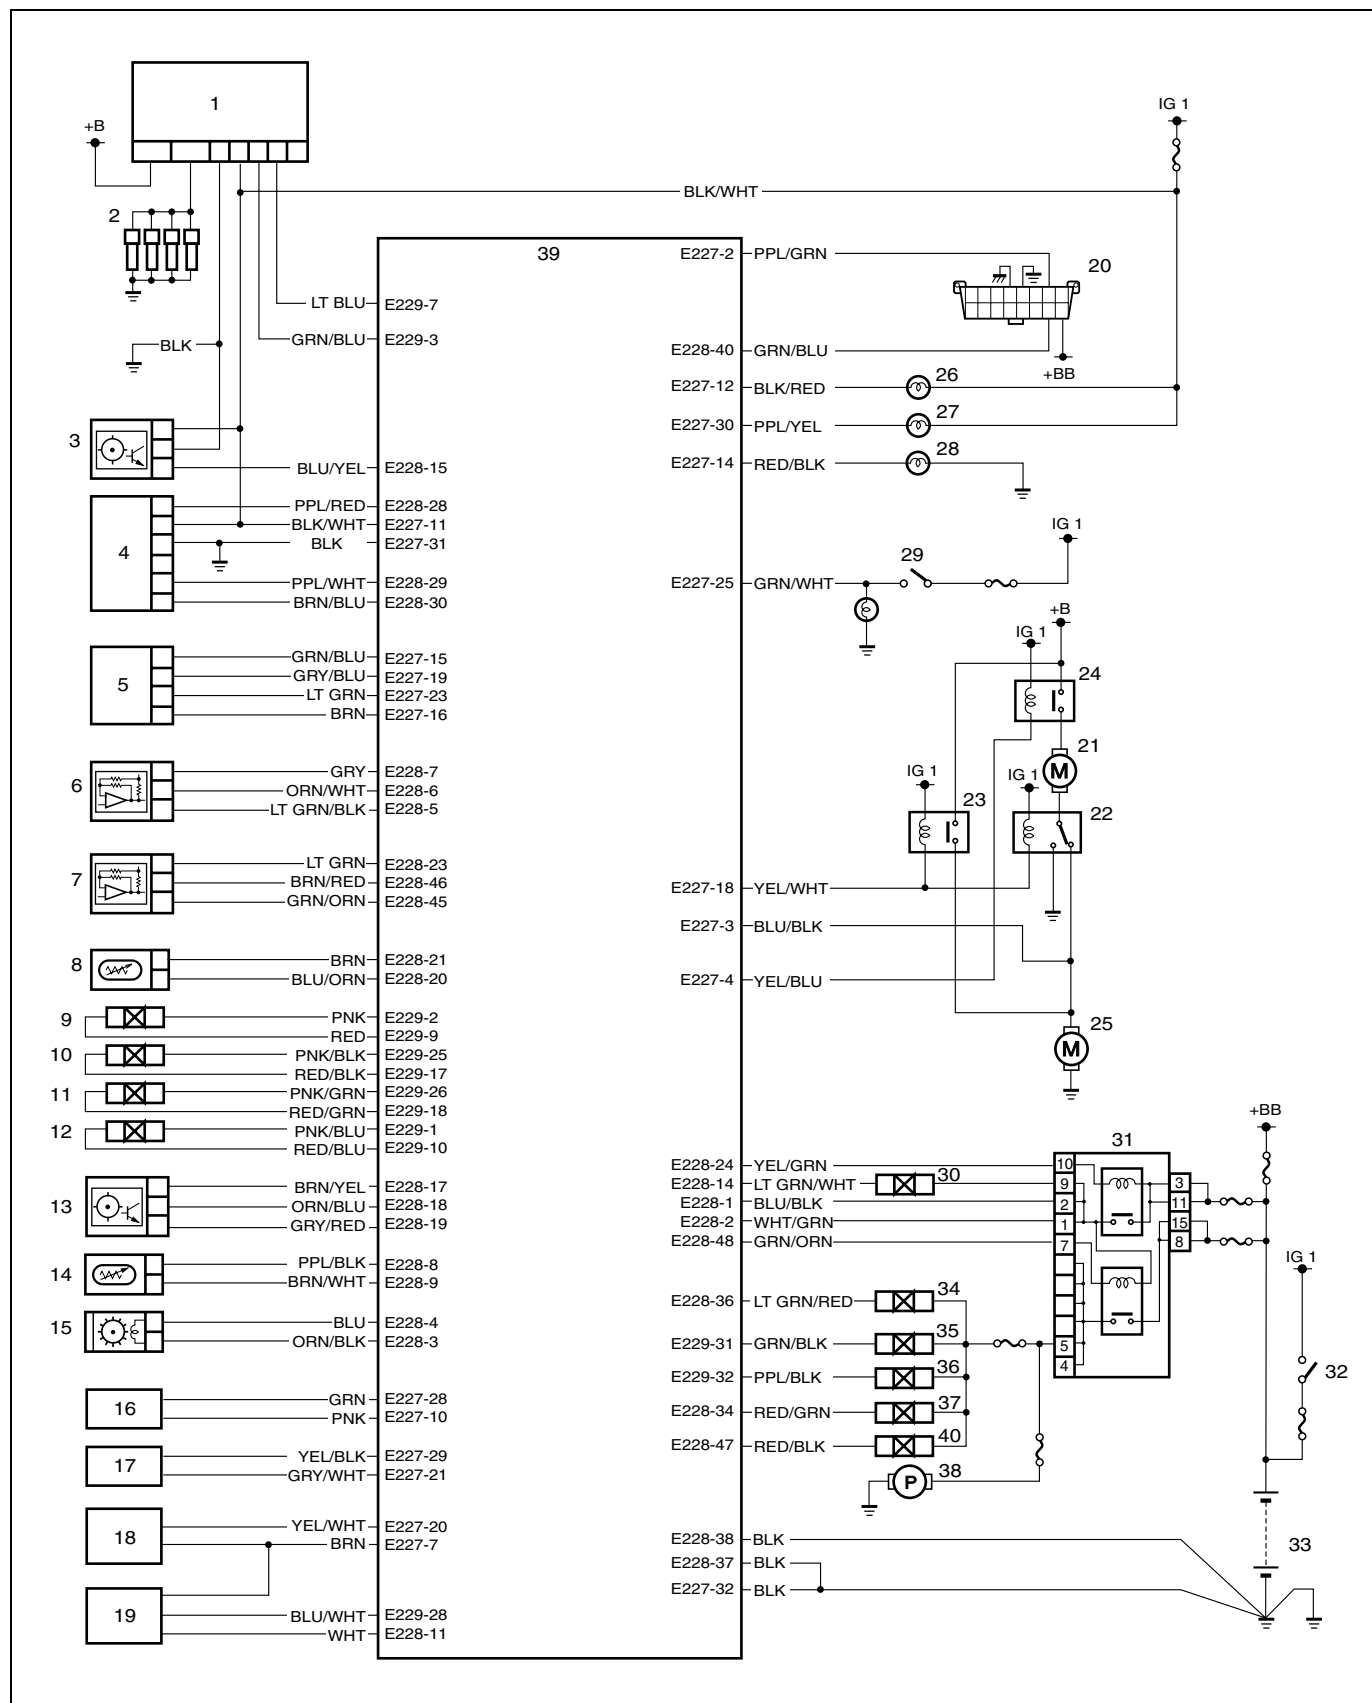 1
+B
IG 1
2
BLK/WHT
39
E227-2 PPL/GRN
20
LT BLU E229-7
GRN/BLU E229-3
BLK
E228-40 GRN/BLU
+BB
E227-12 BLK/RED 26
E227-30 PPL/YEL 27
E227-14 RED/BLK 28
3
BLU/YEL E228-15
4
PPL/RED E228-28
BLK/WHT E227-11
BLK E227-31
PPL/WHT E228-29
BRN/BLU E228-30
IG 1
29
E227-25 GRN/WHT
+B
IG 1
24
5
GRN/BLU E227-15
GRY/BLU E227-19
LT GRN E227-23
BRN E227-16
21
M
IG 1
IG 1
23
22
6
GRY E228-7
ORN/WHT E228-6
LT GRN/BLK E228-5
7
LT GRN E228-23
BRN/RED E228-46
GRN/ORN E228-45
E227-18 YEL/WHT
E227-3 BLU/BLK
E227-4 YEL/BLU
8
BRN E228-21
BLU/ORN E228-20
25
M
9
PNK E229-2
RED E229-9
10
PNK/BLK E229-25
RED/BLK E229-17
11
PNK/GRN E229-26
RED/GRN E229-18
12
PNK/BLU E229-1
RED/BLU E229-10
+BB
31
E228-24 YEL/GRN 10
E228-14 LT GRN/WHT 30 9
E228-1 BLU/BLK 2
E228-2 WHT/GRN 1
E228-48 GRN/ORN 7
3
11
15
8
5
4
13
BRN/YEL E228-17
ORN/BLU E228-18
GRY/RED E228-19
14
PPL/BLK E228-8
BRN/WHT E228-9
15
BLU E228-4
ORN/BLK E228-3
IG 1
E228-36 LT GRN/RED 34
E229-31 GRN/BLK 35
E229-32 PPL/BLK 36
E228-34 RED/GRN 37
E228-47 RED/BLK 40
P 38
32
16
GRN E227-28
PNK E227-10
17
YEL/BLK E227-29
GRY/WHT E227-21
18
YEL/WHT E227-20
BRN E227-7
19
BLU/WHT E229-28
WHT E228-11
E228-38 BLK
E228-37 BLK
E227-32 BLK
33